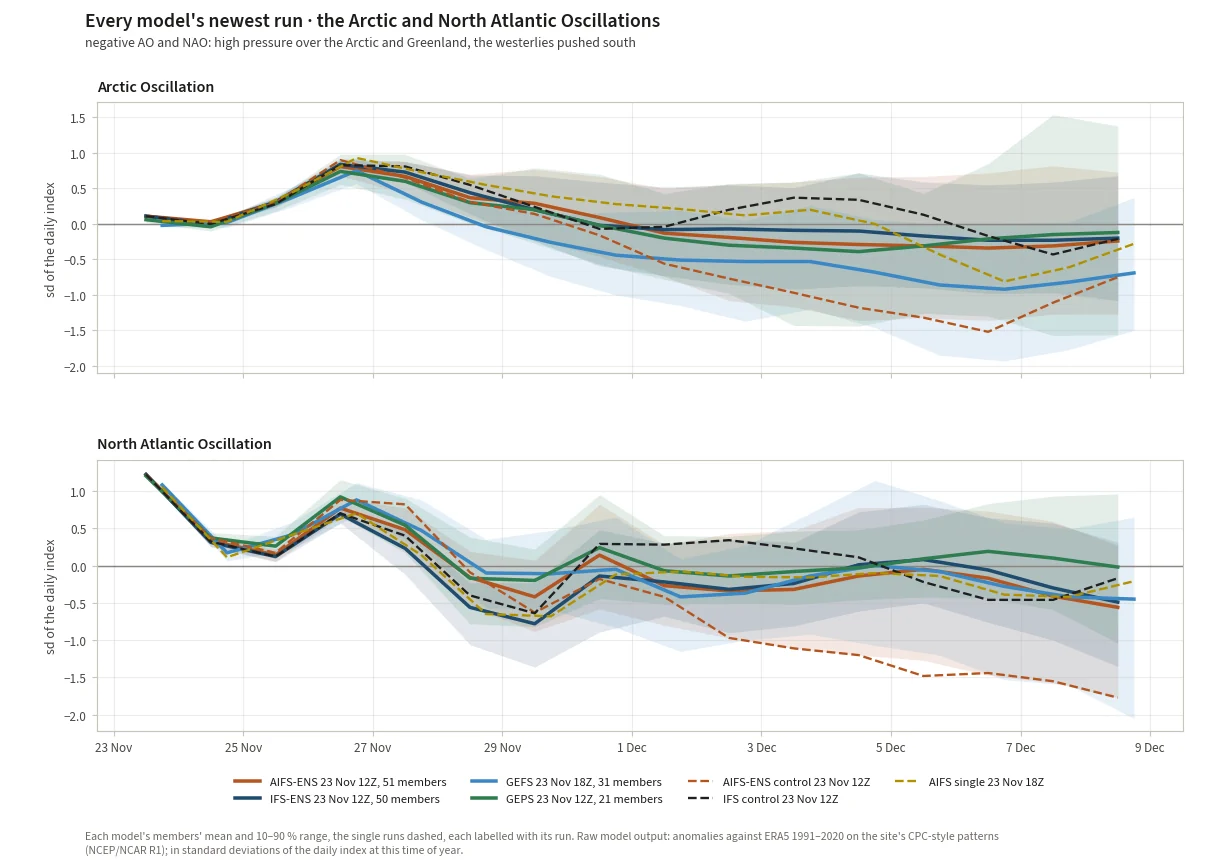 Every model's newest run · the Arctic and North Atlantic Oscillations
negative AO and NAO: high pressure over the Arctic and Greenland, the westerlies pushed south
Arctic Oscillation
sd of the daily index
1.5
1.0
0.5
0.0
−0.5
−1.0
−1.5
−2.0
North Atlantic Oscillation
sd of the daily index
1.0
0.5
0.0
−0.5
−1.0
−1.5
−2.0
23 Nov 25 Nov 27 Nov 29 Nov 1 Dec 3 Dec 5 Dec 7 Dec 9 Dec
AIFS-ENS 23 Nov 12Z, 51 members GEFS 23 Nov 18Z, 31 members AIFS-ENS control 23 Nov 12Z AIFS single 23 Nov 18Z
IFS-ENS 23 Nov 12Z, 50 members GEPS 23 Nov 12Z, 21 members IFS control 23 Nov 12Z
Each model's members' mean and 10–90 % range, the single runs dashed, each labelled with its run. Raw model output: anomalies against ERA5 1991–2020 on the site's CPC-style patterns
(NCEP/NCAR R1); in standard deviations of the daily index at this time of year.